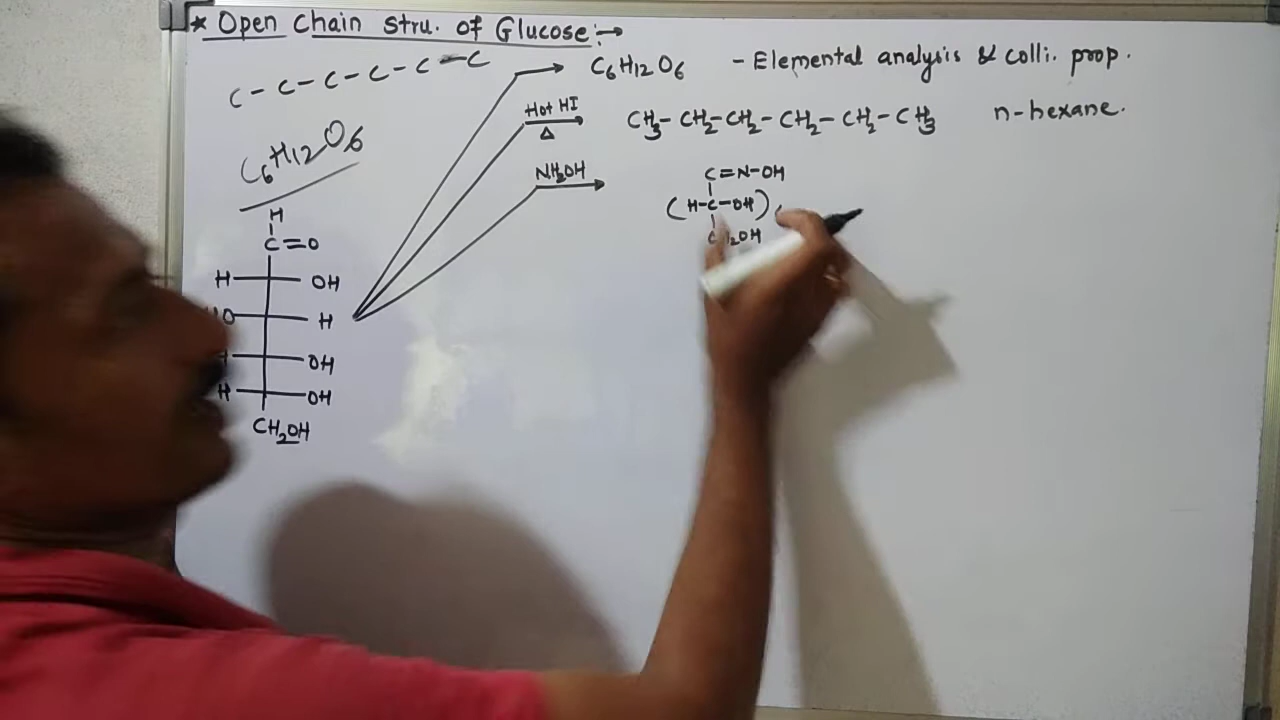 * Open Chain Stru. of Glucose:→
C-C-C-C-C-C
C6H12O6 - Elemental analysis & colli. prop.
Hot HI
Δ
CH3-CH2-CH2-CH2-CH2-CH3 n-hexane.
C6H12O6
NH2OH
C=N-OH
(H-C-OH)
H
C=O
H OH
H
OH
H OH
CH2OH